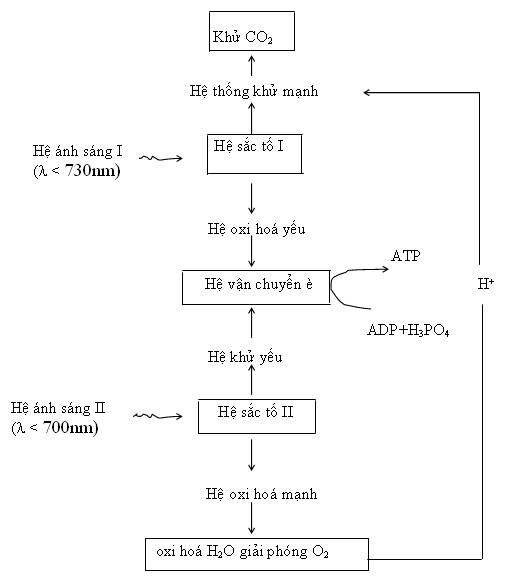 Khử CO₂
Hệ thống khử mạnh
Hệ ánh sáng I
(λ < 730nm)
Hệ sắc tố I
Hệ oxi hoá yếu
ATP
Hệ vận chuyển è
H⁺
ADP+H₃PO₄
Hệ khử yếu
Hệ ánh sáng II
(λ < 700nm)
Hệ sắc tố II
Hệ oxi hoá mạnh
oxi hoá H₂O giải phóng O₂